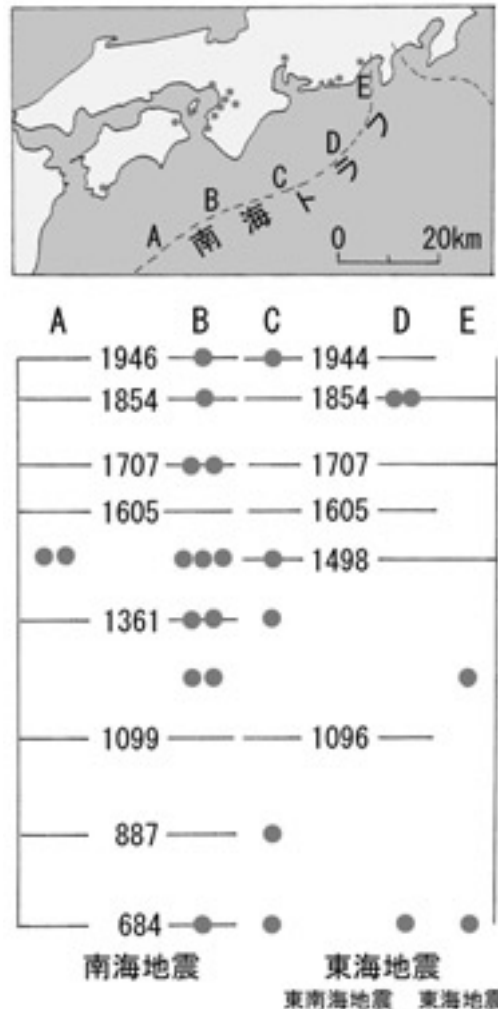 E
D
C
B
A
南海トラフ
0 20km
A B C D E
1946 1944
1854 1854
1707 1707
1605 1605
1498
1361
1099 1096
887
684
南海地震 東海地震
東南海地震 東海地震